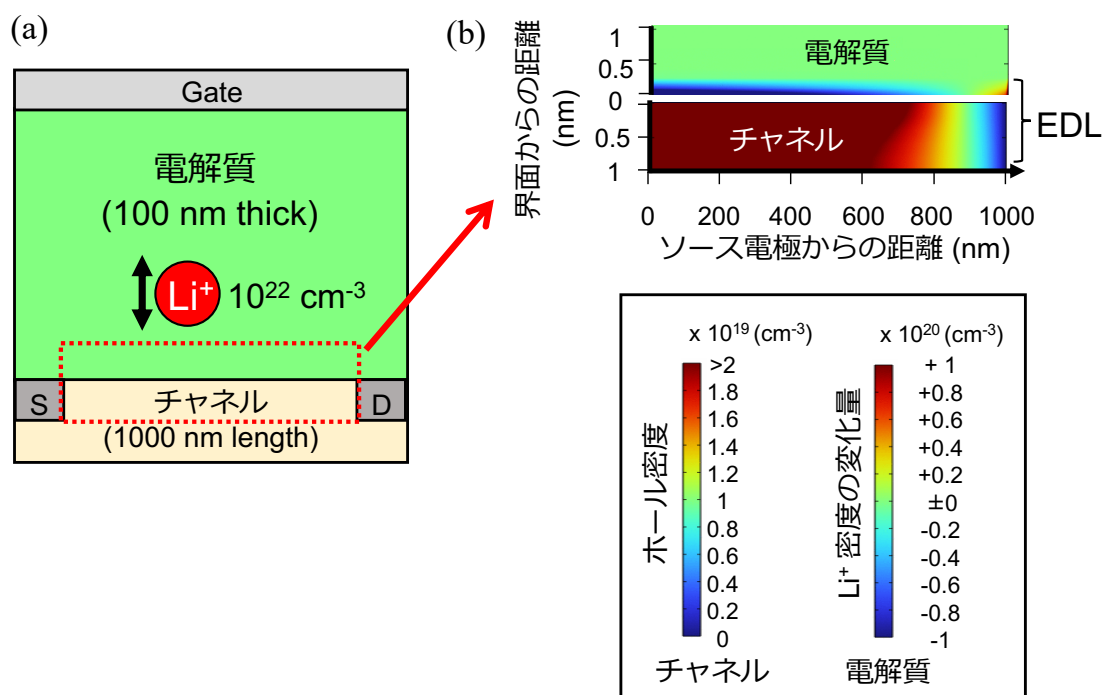 (a)
Gate
電解質
(100 nm thick)
Li+ 10²² cm⁻³
S
チャネル
D
(1000 nm length)
(b)
界面からの距離
(nm)
1
0.5
0
0.5
1
電解質
チャネル
EDL
0 200 400 600 800 1000
ソース電極からの距離 (nm)
x 10¹⁹ (cm⁻³)
ホール密度
>2
1.8
1.6
1.4
1.2
1
0.8
0.6
0.4
0.2
0
チャネル
x 10²⁰ (cm⁻³)
Li⁺ 密度の変化量
+ 1
+0.8
+0.6
+0.4
+0.2
±0
-0.2
-0.4
-0.6
-0.8
-1
電解質